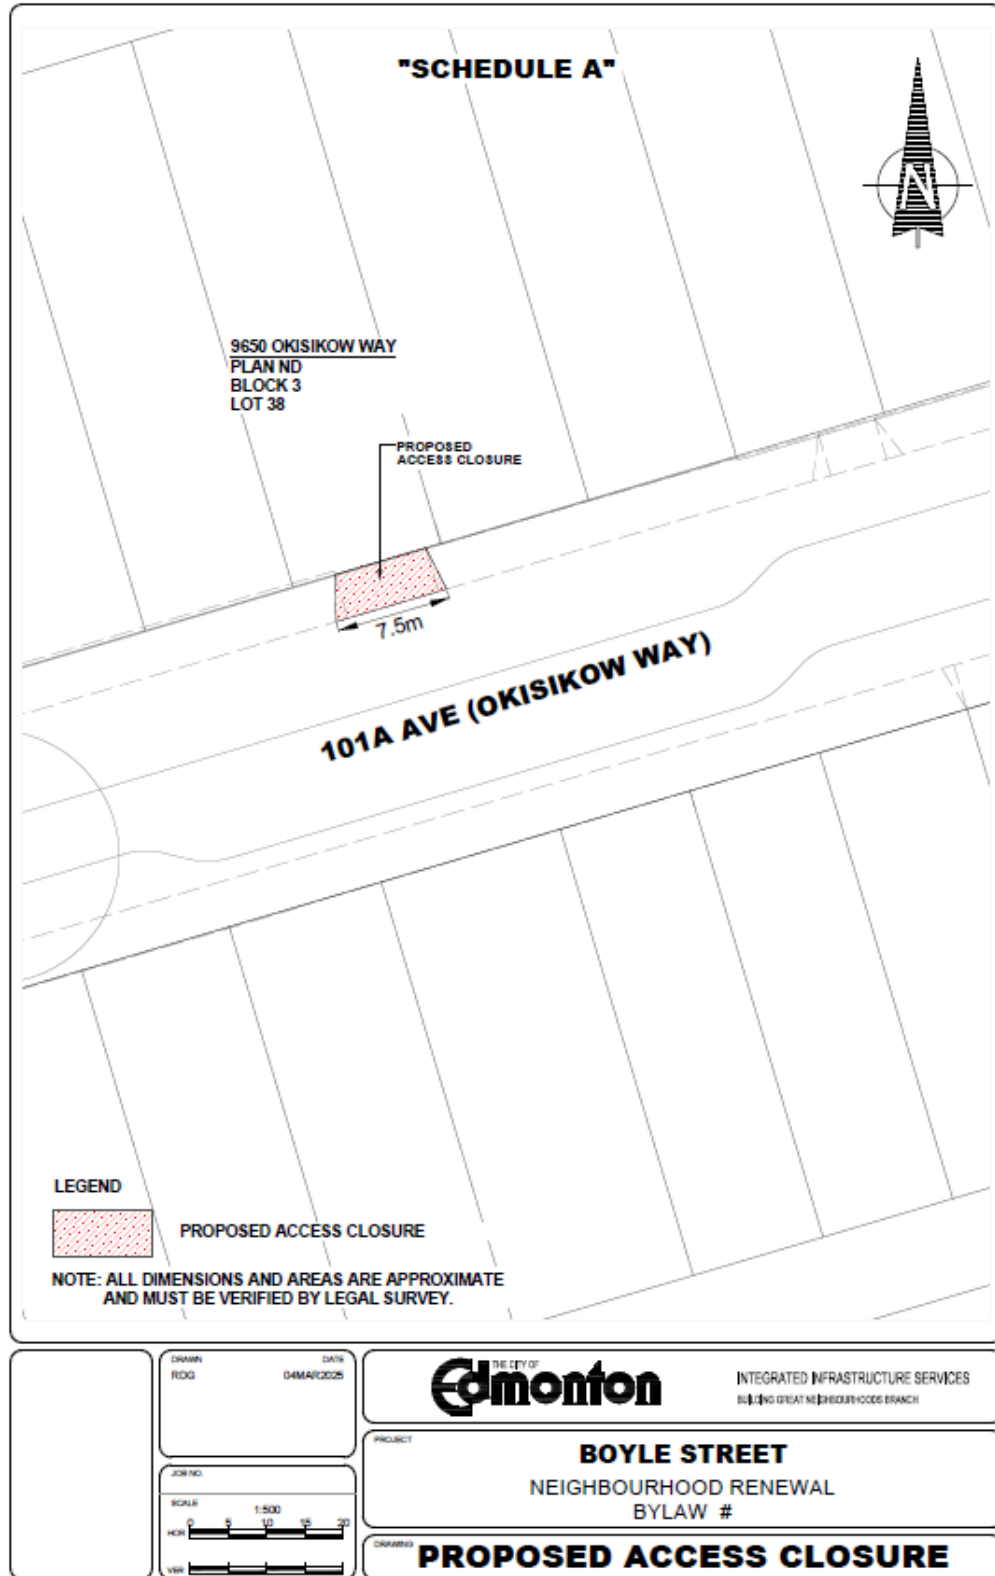 "SCHEDULE A"
N
9650 OKISIKOW WAY
PLAN ND
BLOCK 3
LOT 38
PROPOSED
ACCESS CLOSURE
7.5m
101A AVE (OKISIKOW WAY)
LEGEND
PROPOSED ACCESS CLOSURE
NOTE: ALL DIMENSIONS AND AREAS ARE APPROXIMATE
AND MUST BE VERIFIED BY LEGAL SURVEY.
DRAWN
DATE
RDG
04MAR2025
JOB NO.
SCALE
1:500
0 5 10 15 20
HOR
VER
THE CITY OF
Edmonton
INTEGRATED INFRASTRUCTURE SERVICES
BUILDING GREAT NEIGHBOURHOODS BRANCH
PROJECT
BOYLE STREET
NEIGHBOURHOOD RENEWAL
BYLAW #
DRAWING
PROPOSED ACCESS CLOSURE